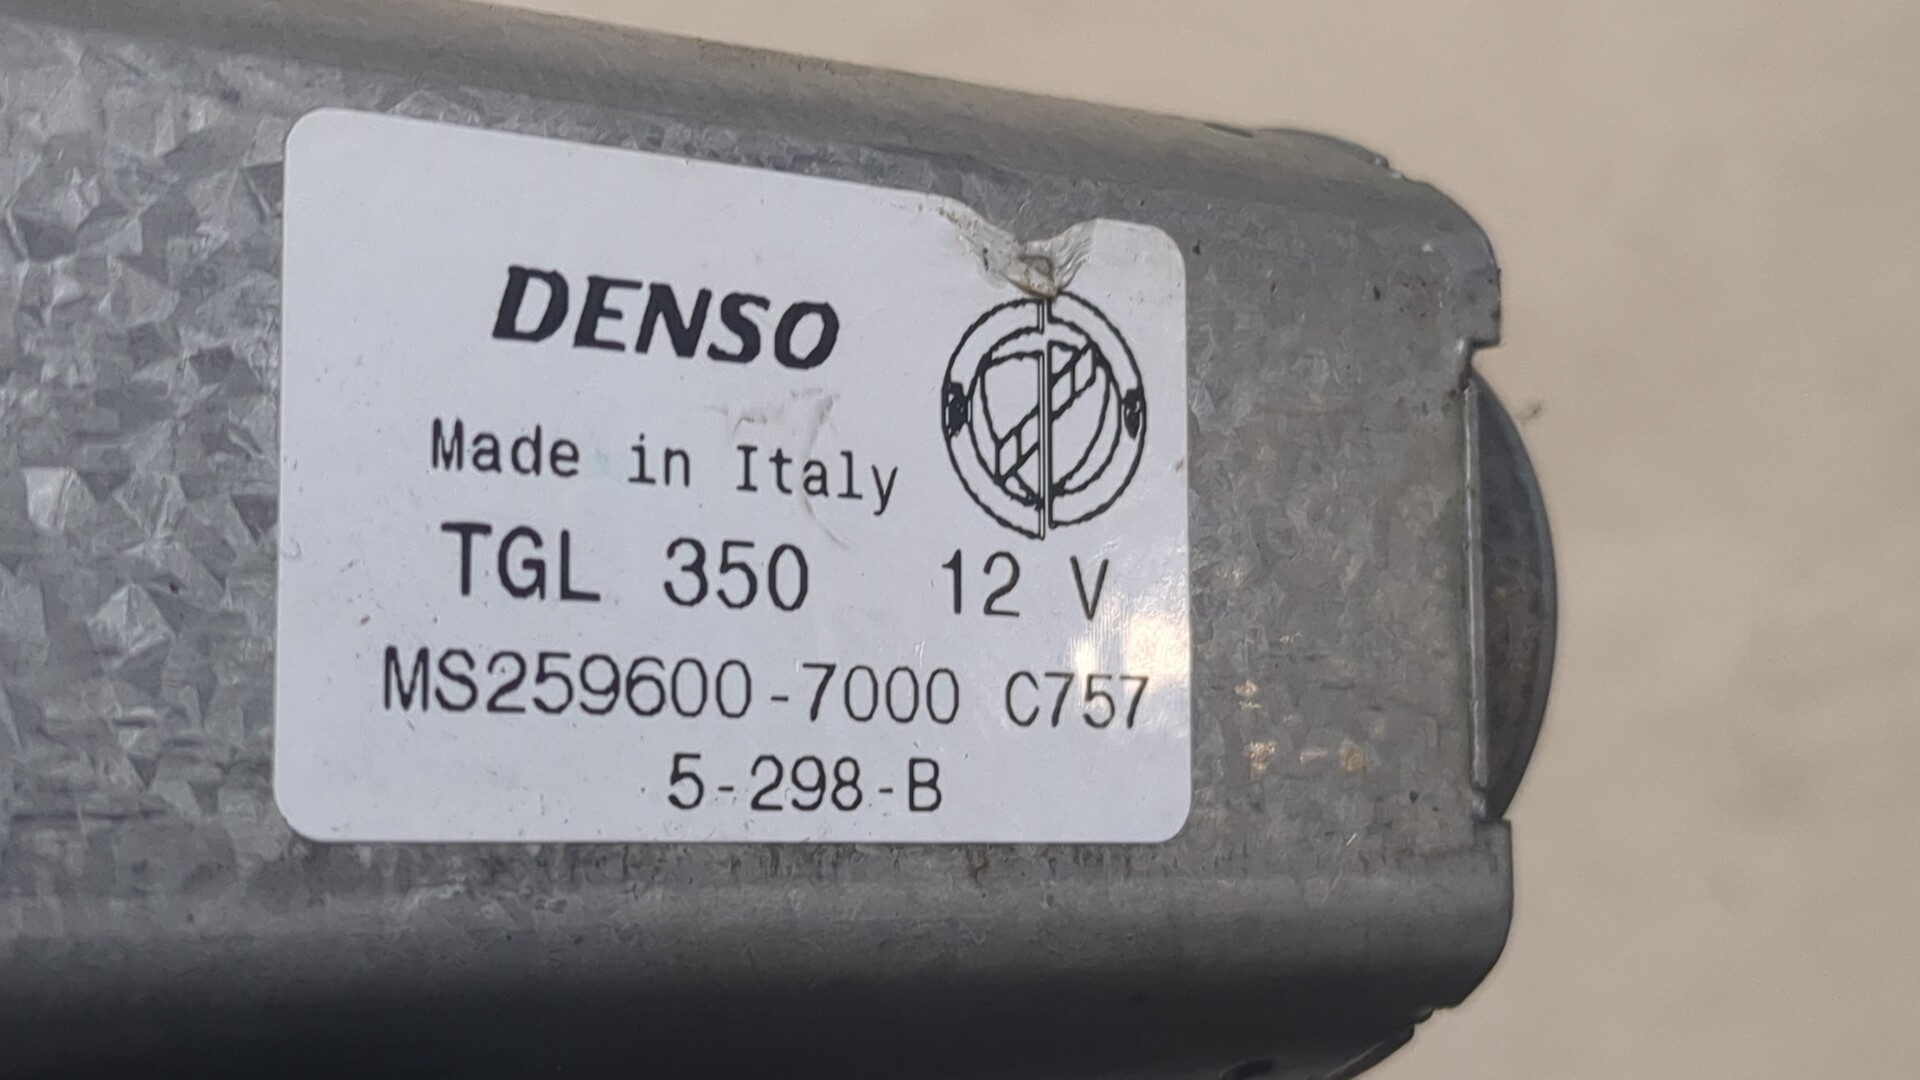 DENSO
Made in Italy
TGL 350 12 V
MS259600-7000 C757
5-298-B